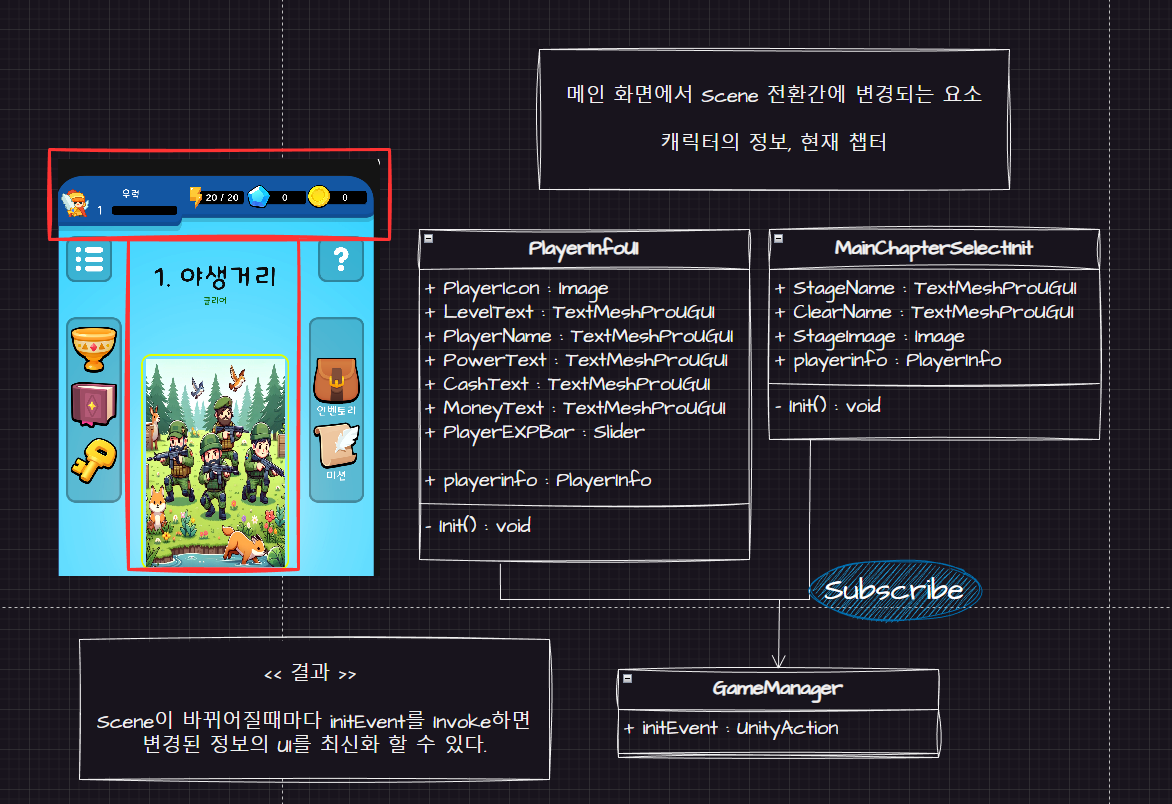 메인 화면에서 Scene 전환간에 변경되는 요소
캐릭터의 정보, 현재 챕터
우럭
1
20 / 20
0
0
?
1. 야생거리
클리어
인벤토리
미션
PlayerInfoUI
+ PlayerIcon : Image
+ LevelText : TextMeshProUGUI
+ PlayerName : TextMeshProUGUI
+ PowerText : TextMeshProUGUI
+ CashText : TextMeshProUGUI
+ MoneyText : TextMeshProUGUI
+ PlayerEXPBar : Slider
+ playerinfo : PlayerInfo
- Init() : void
MainChapterSelectInit
+ StageName : TextMeshProUGUI
+ ClearName : TextMeshProUGUI
+ StageImage : Image
+ playerinfo : PlayerInfo
- Init() : void
Subscribe
GameManager
+ initEvent : UnityAction
<< 결과 >>
Scene이 바뀌어질때마다 initEvent를 Invoke하면
변경된 정보의 UI를 최신화 할 수 있다.